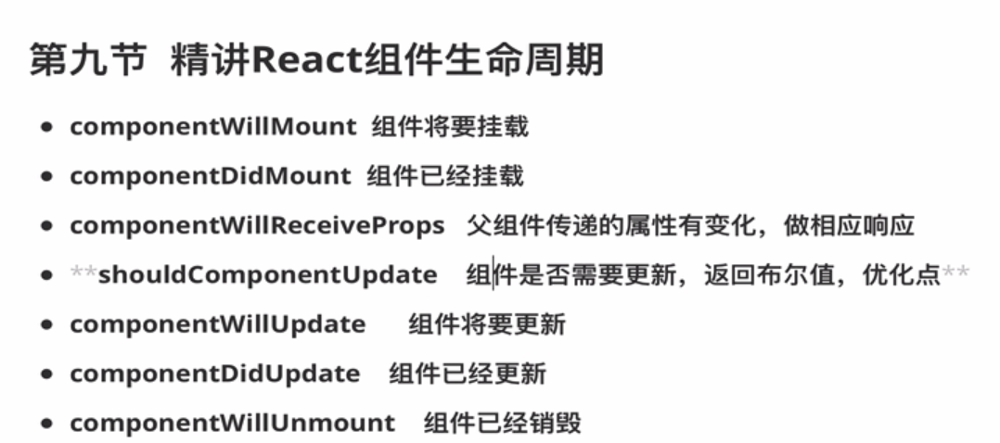 第九节 精讲React组件生命周期
• componentWillMount 组件将要挂载
• componentDidMount 组件已经挂载
• componentWillReceiveProps 父组件传递的属性有变化，做相应响应
• **shouldComponentUpdate 组件是否需要更新，返回布尔值，优化点**
• componentWillUpdate 组件将要更新
• componentDidUpdate 组件已经更新
• componentWillUnmount 组件已经销毁